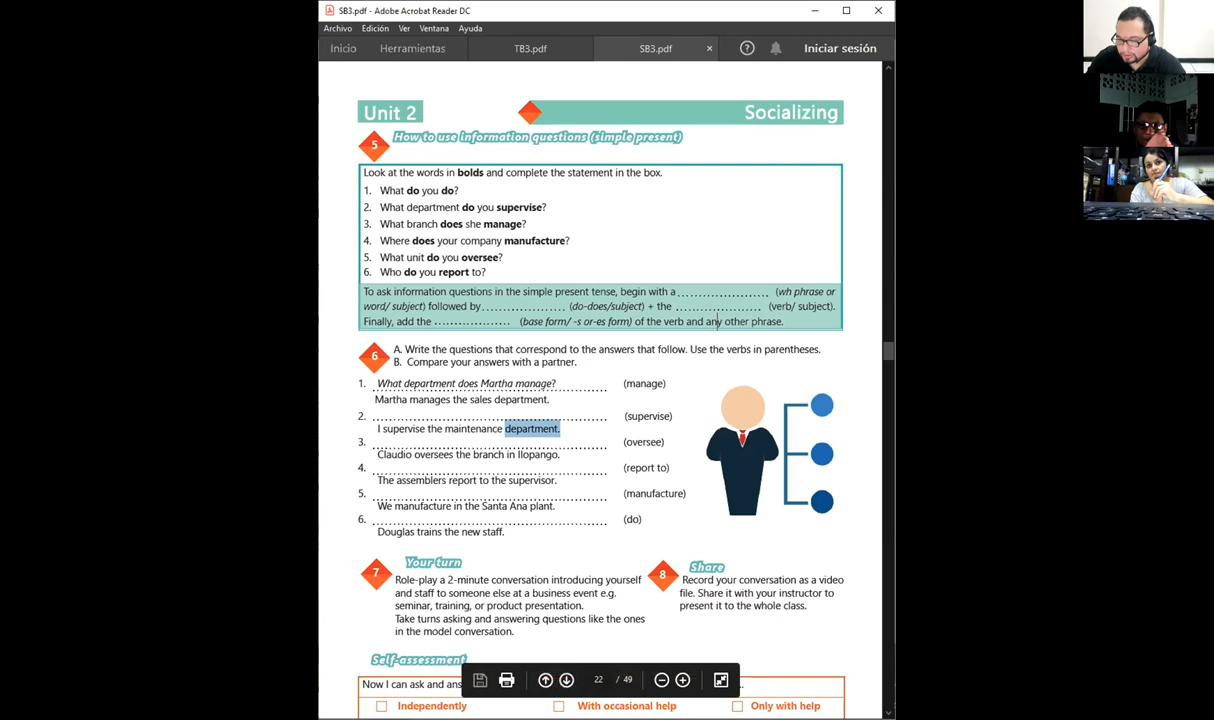 SB3.pdf - Adobe Acrobat Reader DC
Archivo Edición Ver Ventana Ayuda
Inicio Herramientas TB3.pdf SB3.pdf × Iniciar sesión
Unit 2 Socializing
5 How to use information questions (simple present)
Look at the words in bolds and complete the statement in the box.
1. What do you do?
2. What department do you supervise?
3. What branch does she manage?
4. Where does your company manufacture?
5. What unit do you oversee?
6. Who do you report to?
To ask information questions in the simple present tense, begin with a ........................ (wh phrase or
word/ subject) followed by...................... (do-does/subject) + the ...................... (verb/ subject).
Finally, add the .................... (base form/ -s or-es form) of the verb and any other phrase.
6 A. Write the questions that correspond to the answers that follow. Use the verbs in parentheses.
B. Compare your answers with a partner.
1. What department does Martha manage? (manage)
Martha manages the sales department.
2. (supervise)
I supervise the maintenance department.
3. (oversee)
Claudio oversees the branch in Ilopango.
4. (report to)
The assemblers report to the supervisor.
5. (manufacture)
We manufacture in the Santa Ana plant.
6. (do)
Douglas trains the new staff.
7 Your turn
Role-play a 2-minute conversation introducing yourself
and staff to someone else at a business event e.g.
seminar, training, or product presentation.
Take turns asking and answering questions like the ones
in the model conversation.
8 Share
Record your conversation as a video
file. Share it with your instructor to
present it to the whole class.
Self-assessment
Now I can ask and ans
22 / 49
Independently With occasional help Only with help